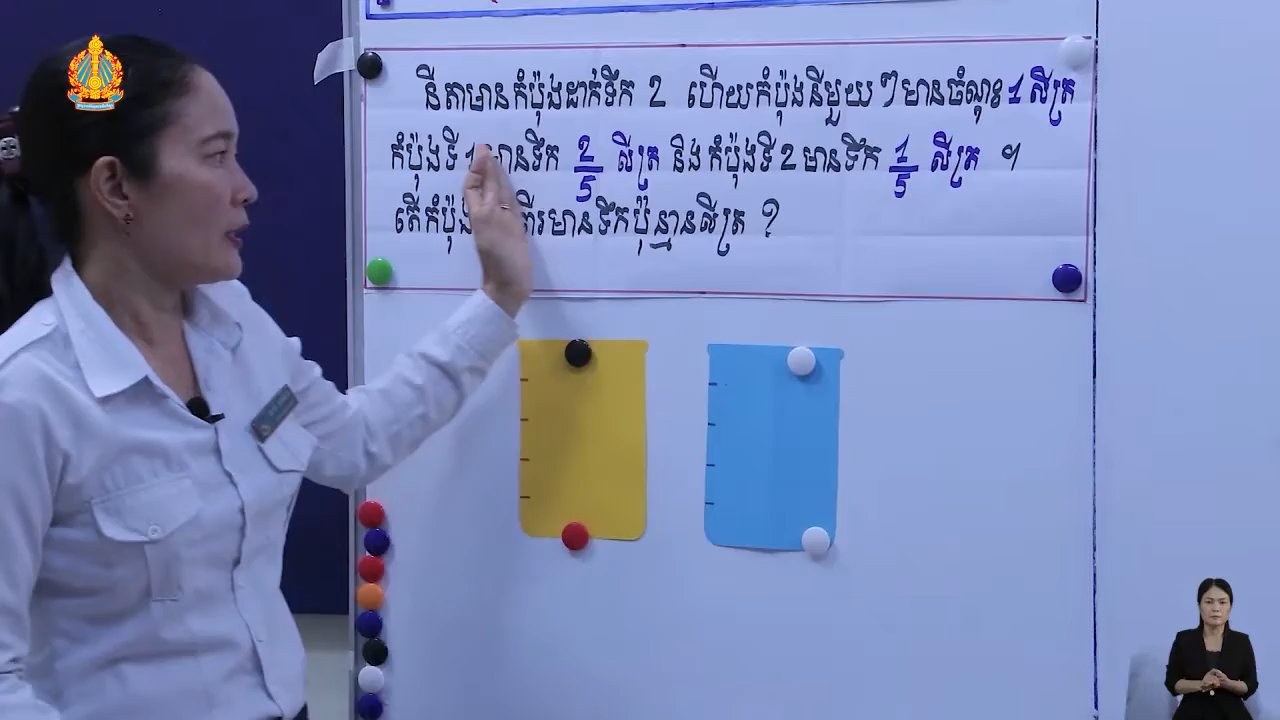 នីតាមានកំប៉ុងដាក់ទឹក 2 ហើយកំប៉ុងនីមួយៗមានចំណុះ 1 លីត្រ
កំប៉ុងទី 1 មានទឹក 2/5 លីត្រ និង កំប៉ុងទី 2 មានទឹក 1/5 លីត្រ ។
តើកំប៉ុង ពីរមានទឹកប៉ុន្មានលីត្រ ?